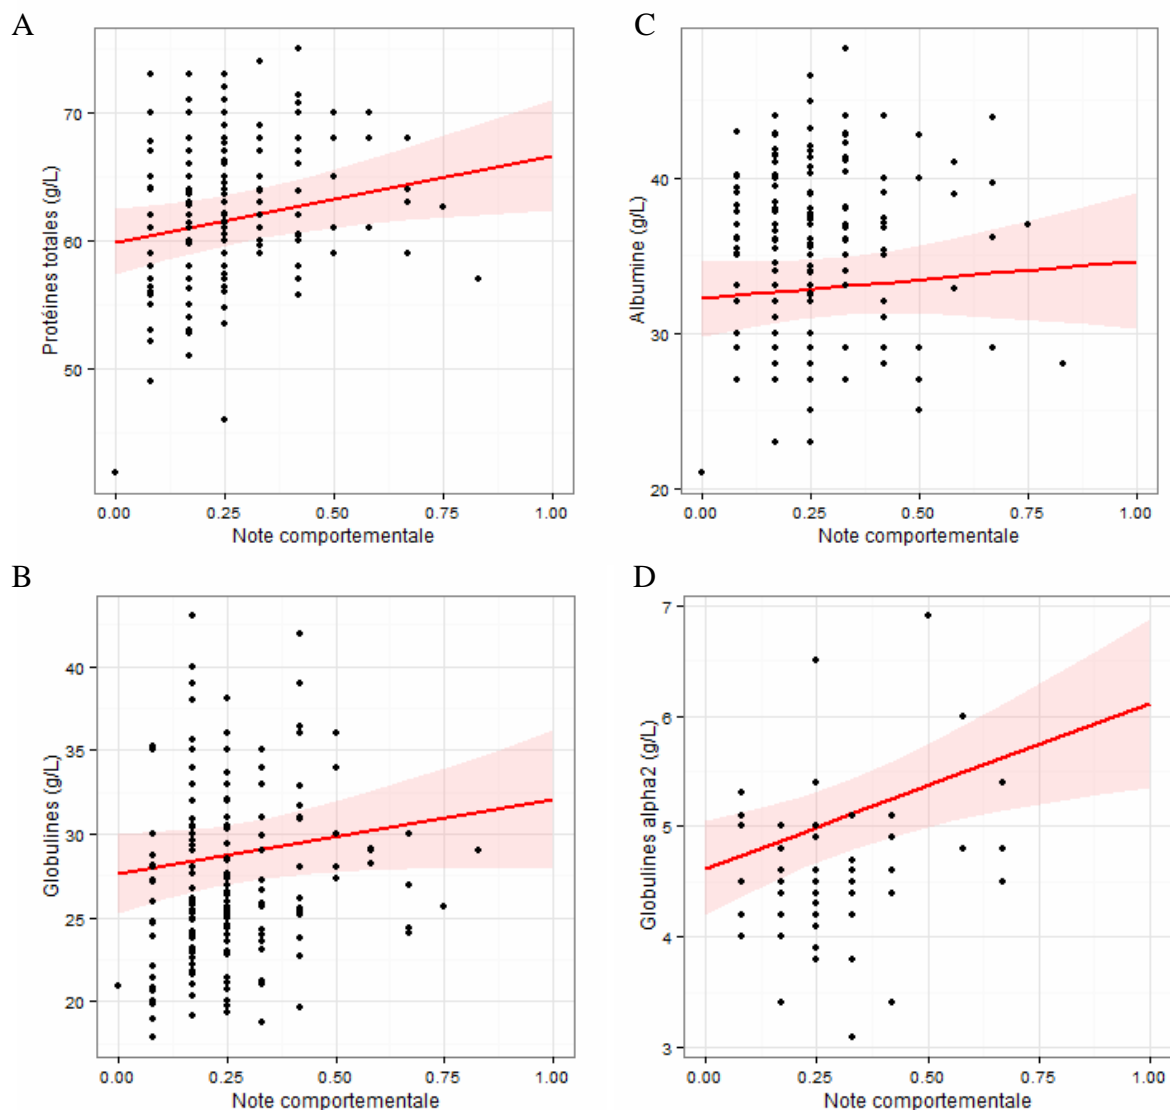 A
Protéines totales (g/L)
70
60
50
0.00 0.25 0.50 0.75 1.00
Note comportementale
C
Albumine (g/L)
40
30
20
0.00 0.25 0.50 0.75 1.00
Note comportementale
B
Globulines (g/L)
40
35
30
25
20
0.00 0.25 0.50 0.75 1.00
Note comportementale
D
Globulines alpha2 (g/L)
7
6
5
4
3
0.00 0.25 0.50 0.75 1.00
Note comportementale